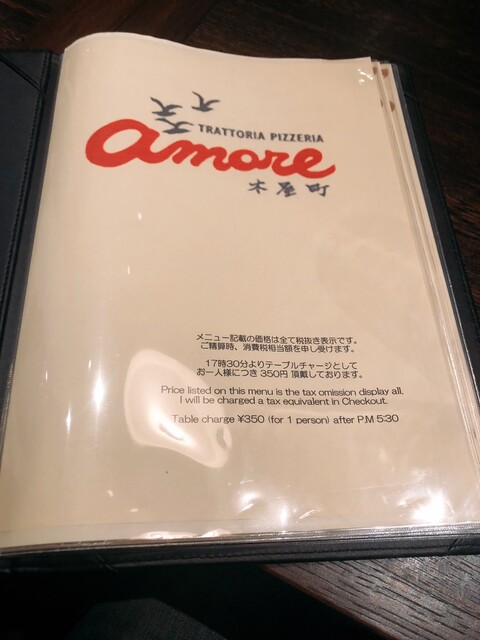 TRATTORIA PIZZERIA
amore
木屋町
メニュー記載の価格は全て税抜き表示です。
ご精算時、消費税相当額を申し受けます。
17時30分よりテーブルチャージとして
お一人様につき 350円 頂戴しております。
Price listed on this menu is the tax omission display all.
I will be charged a tax equivalent in Checkout.
Table charge ¥350 (for 1 person) after P.M 5:30